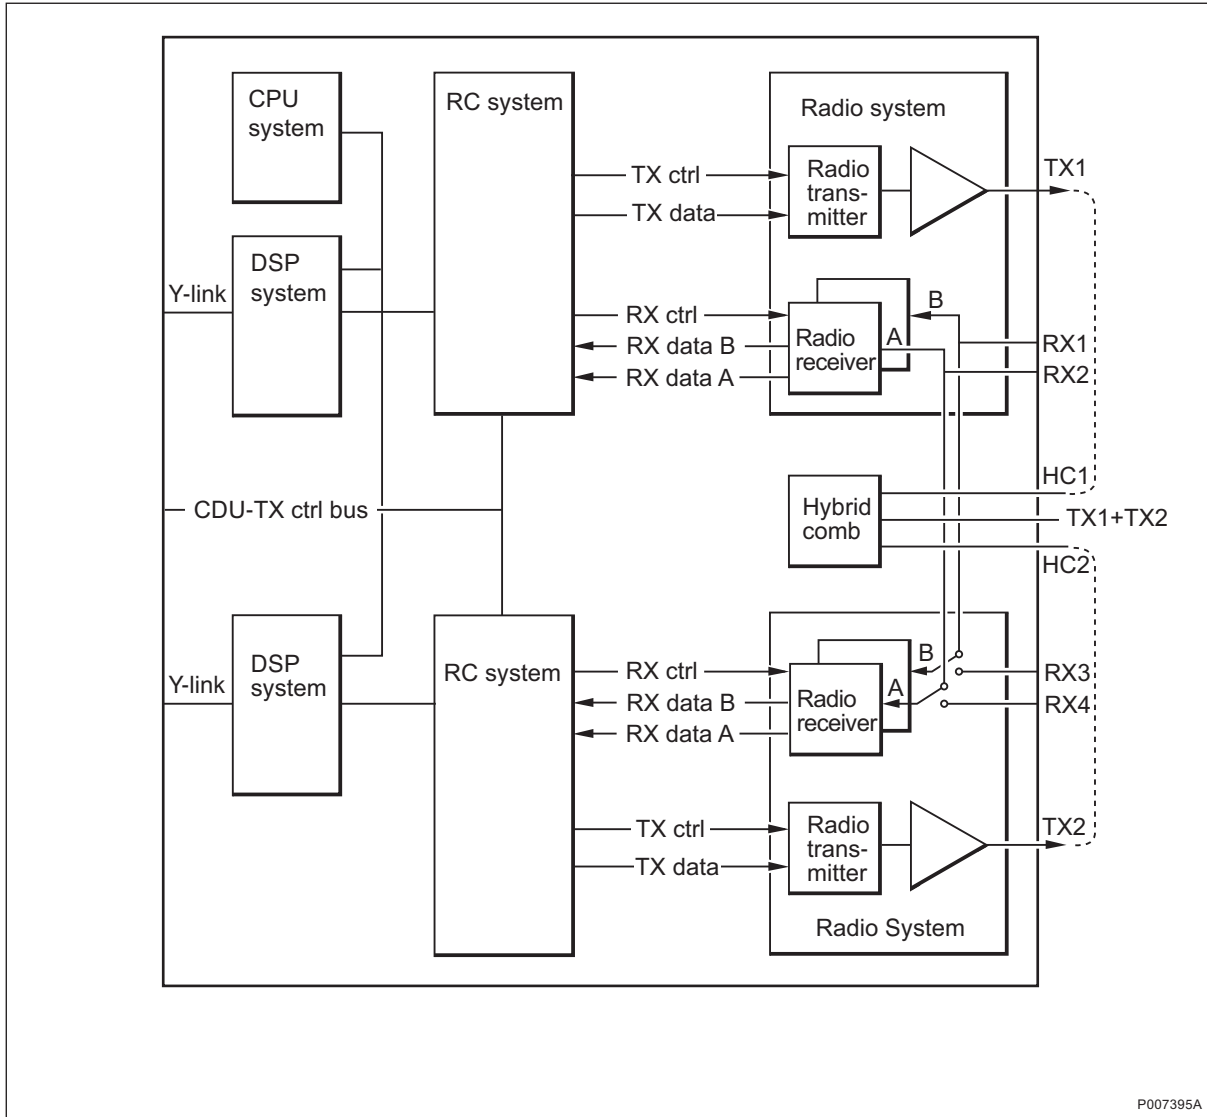 CPU
system
RC system
Radio system
TX ctrl
TX data
Radio
trans-
mitter
TX1
DSP
system
Y-link
RX ctrl
RX data B
RX data A
Radio
receiver
A
B
RX1
RX2
CDU-TX ctrl bus
Hybrid
comb
HC1
TX1+TX2
HC2
DSP
system
Y-link
RC system
RX ctrl
RX data B
RX data A
Radio
receiver
A
B
RX3
RX4
TX ctrl
TX data
Radio
trans-
mitter
TX2
Radio System
P007395A